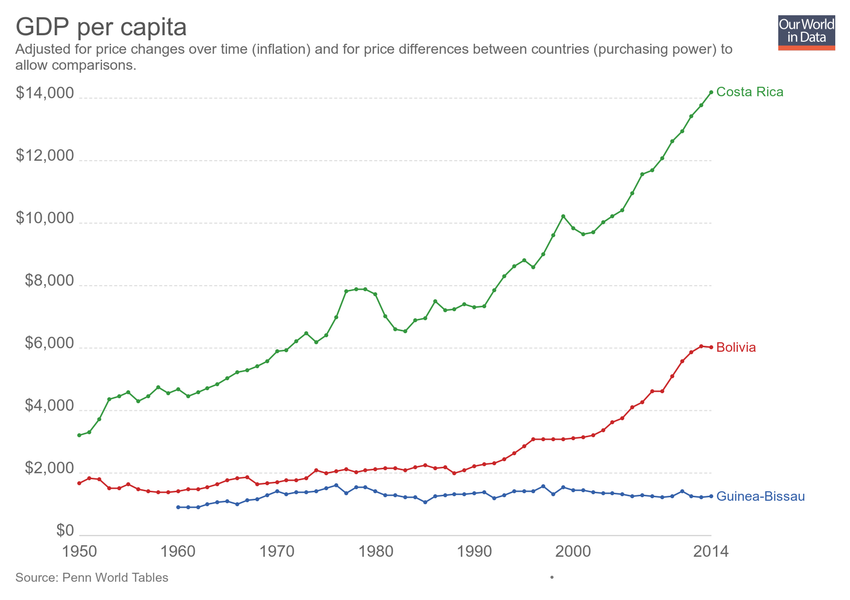 GDP per capita
Our World
in Data
Adjusted for price changes over time (inflation) and for price differences between countries (purchasing power) to
allow comparisons.
$14,000
Costa Rica
$12,000
$10,000
$8,000
$6,000
Bolivia
$4,000
$2,000
Guinea-Bissau
$0
1950 1960 1970 1980 1990 2000 2014
Source: Penn World Tables